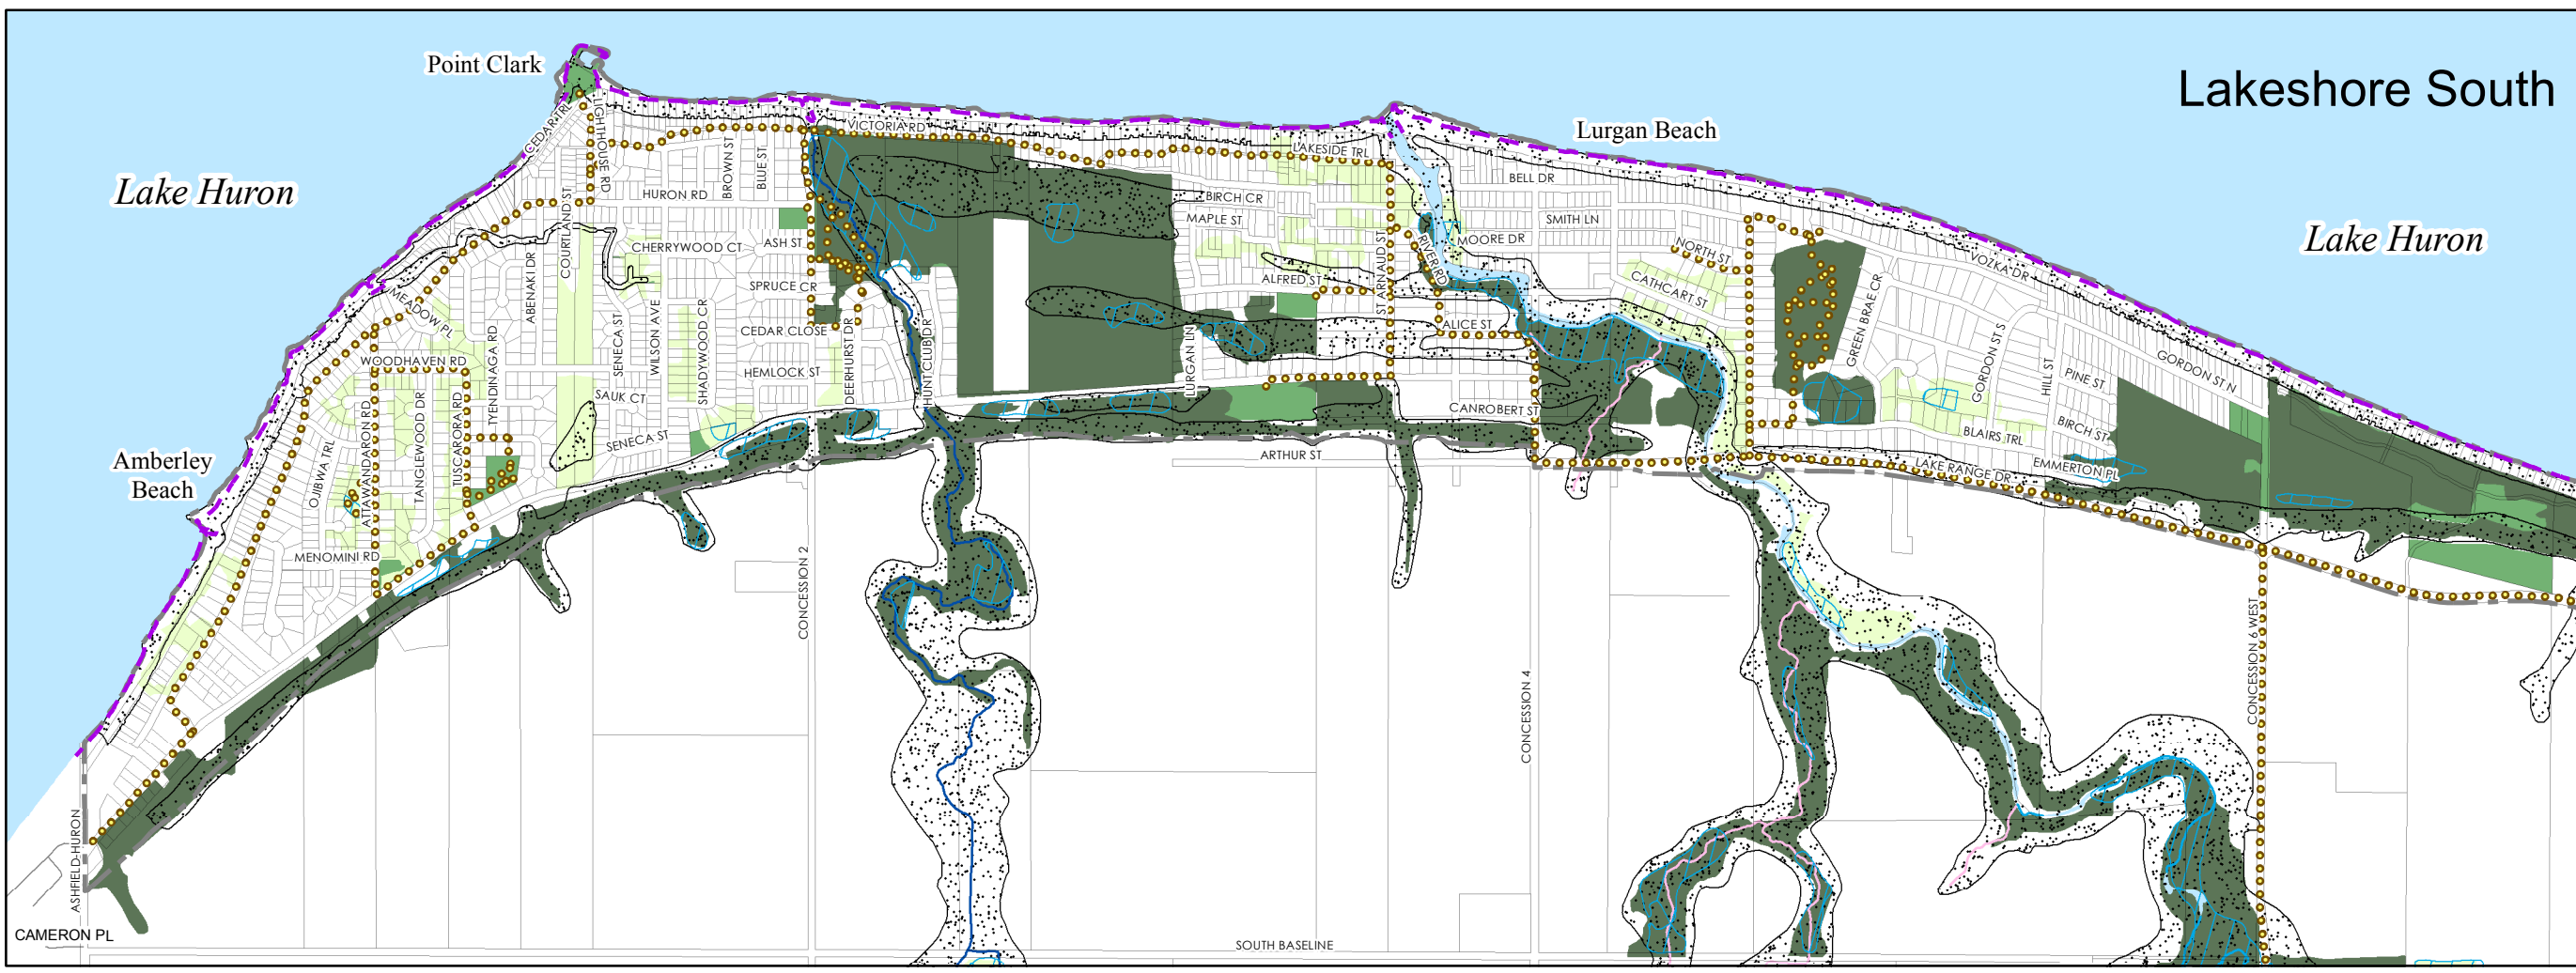 Lakeshore South
Point Clark
Lurgan Beach
Lake Huron
Lake Huron
Amberley
Beach
CEDAR TRL
LIGHTHOUSE RD
VICTORIA RD
LAKESIDE TRL
BROWN ST
BLUE ST
HURON RD
COURTLAND ST
BIRCH CR
MAPLE ST
BELL DR
SMITH LN
MOORE DR
NORTH ST
VOZKA DR
CHERRYWOOD CT
ASH ST
ABENAKI DR
SPRUCE CR
ALFRED ST
ST ARNAUD ST
RIVER RD
CATHCART ST
MEADOW PL
CEDAR CLOSE
ALICE ST
GREEN BRAE CR
GORDON ST S
GORDON ST N
WOODHAVEN RD
TYENDINAGA RD
SENECA ST
WILSON AVE
SHADYWOOD CR
DEERHURST DR
HUNT CLUB DR
LURGAN LN
HEMLOCK ST
HILL ST
PINE ST
SAUK CT
CANROBERT ST
BIRCH ST
BLAIRS TRL
ATTAWANDARON RD
TANGLEWOOD DR
TUSCARORA RD
OJIBWA TRL
SENECA ST
ARTHUR ST
LAKE RANGE DR
EMMERTON PL
MENOMINI RD
CONCESSION 2
CONCESSION 4
CONCESSION 6 WEST
ASHFIELD-HURON
CAMERON PL
SOUTH BASELINE